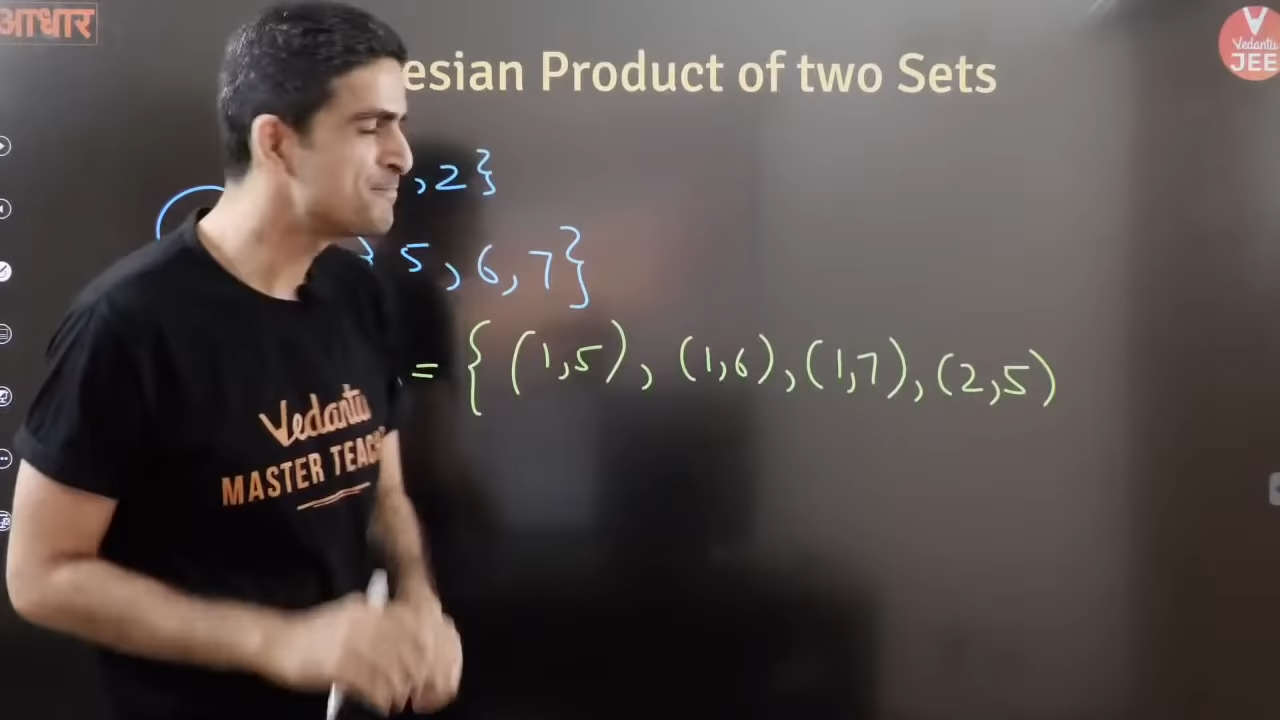 आधार
Vedantu
JEE
esian Product of two Sets
,2}
5,6,7}
= { (1,5), (1,6), (1,7), (2,5)
Vedantu
MASTER TEAC